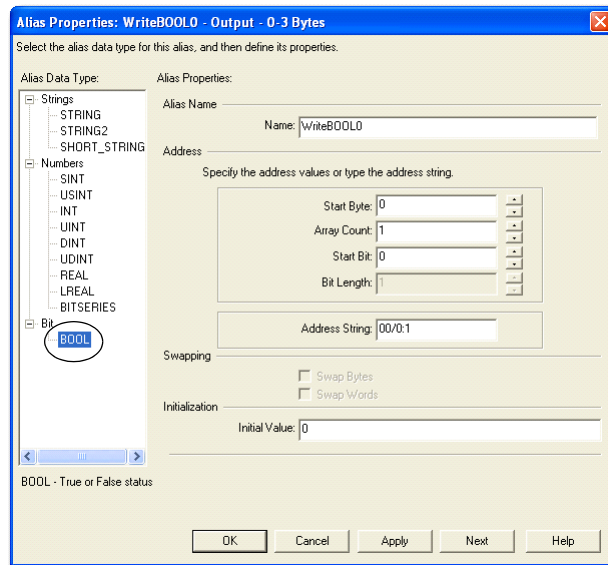 Alias Properties: WriteBOOL0 - Output - 0-3 Bytes
Select the alias data type for this alias, and then define its properties.
Alias Data Type:
Strings
STRING
STRING2
SHORT_STRING
Numbers
SINT
USINT
INT
UINT
DINT
UDINT
REAL
LREAL
BITSERIES
Bit
BOOL
BOOL - True or False status
Alias Properties:
Alias Name
Name: WriteBOOL0
Address
Specify the address values or type the address string.
Start Byte: 0
Array Count: 1
Start Bit: 0
Bit Length: 1
Address String: 00/0:1
Swapping
Swap Bytes
Swap Words
Initialization
Initial Value: 0
OK Cancel Apply Next Help